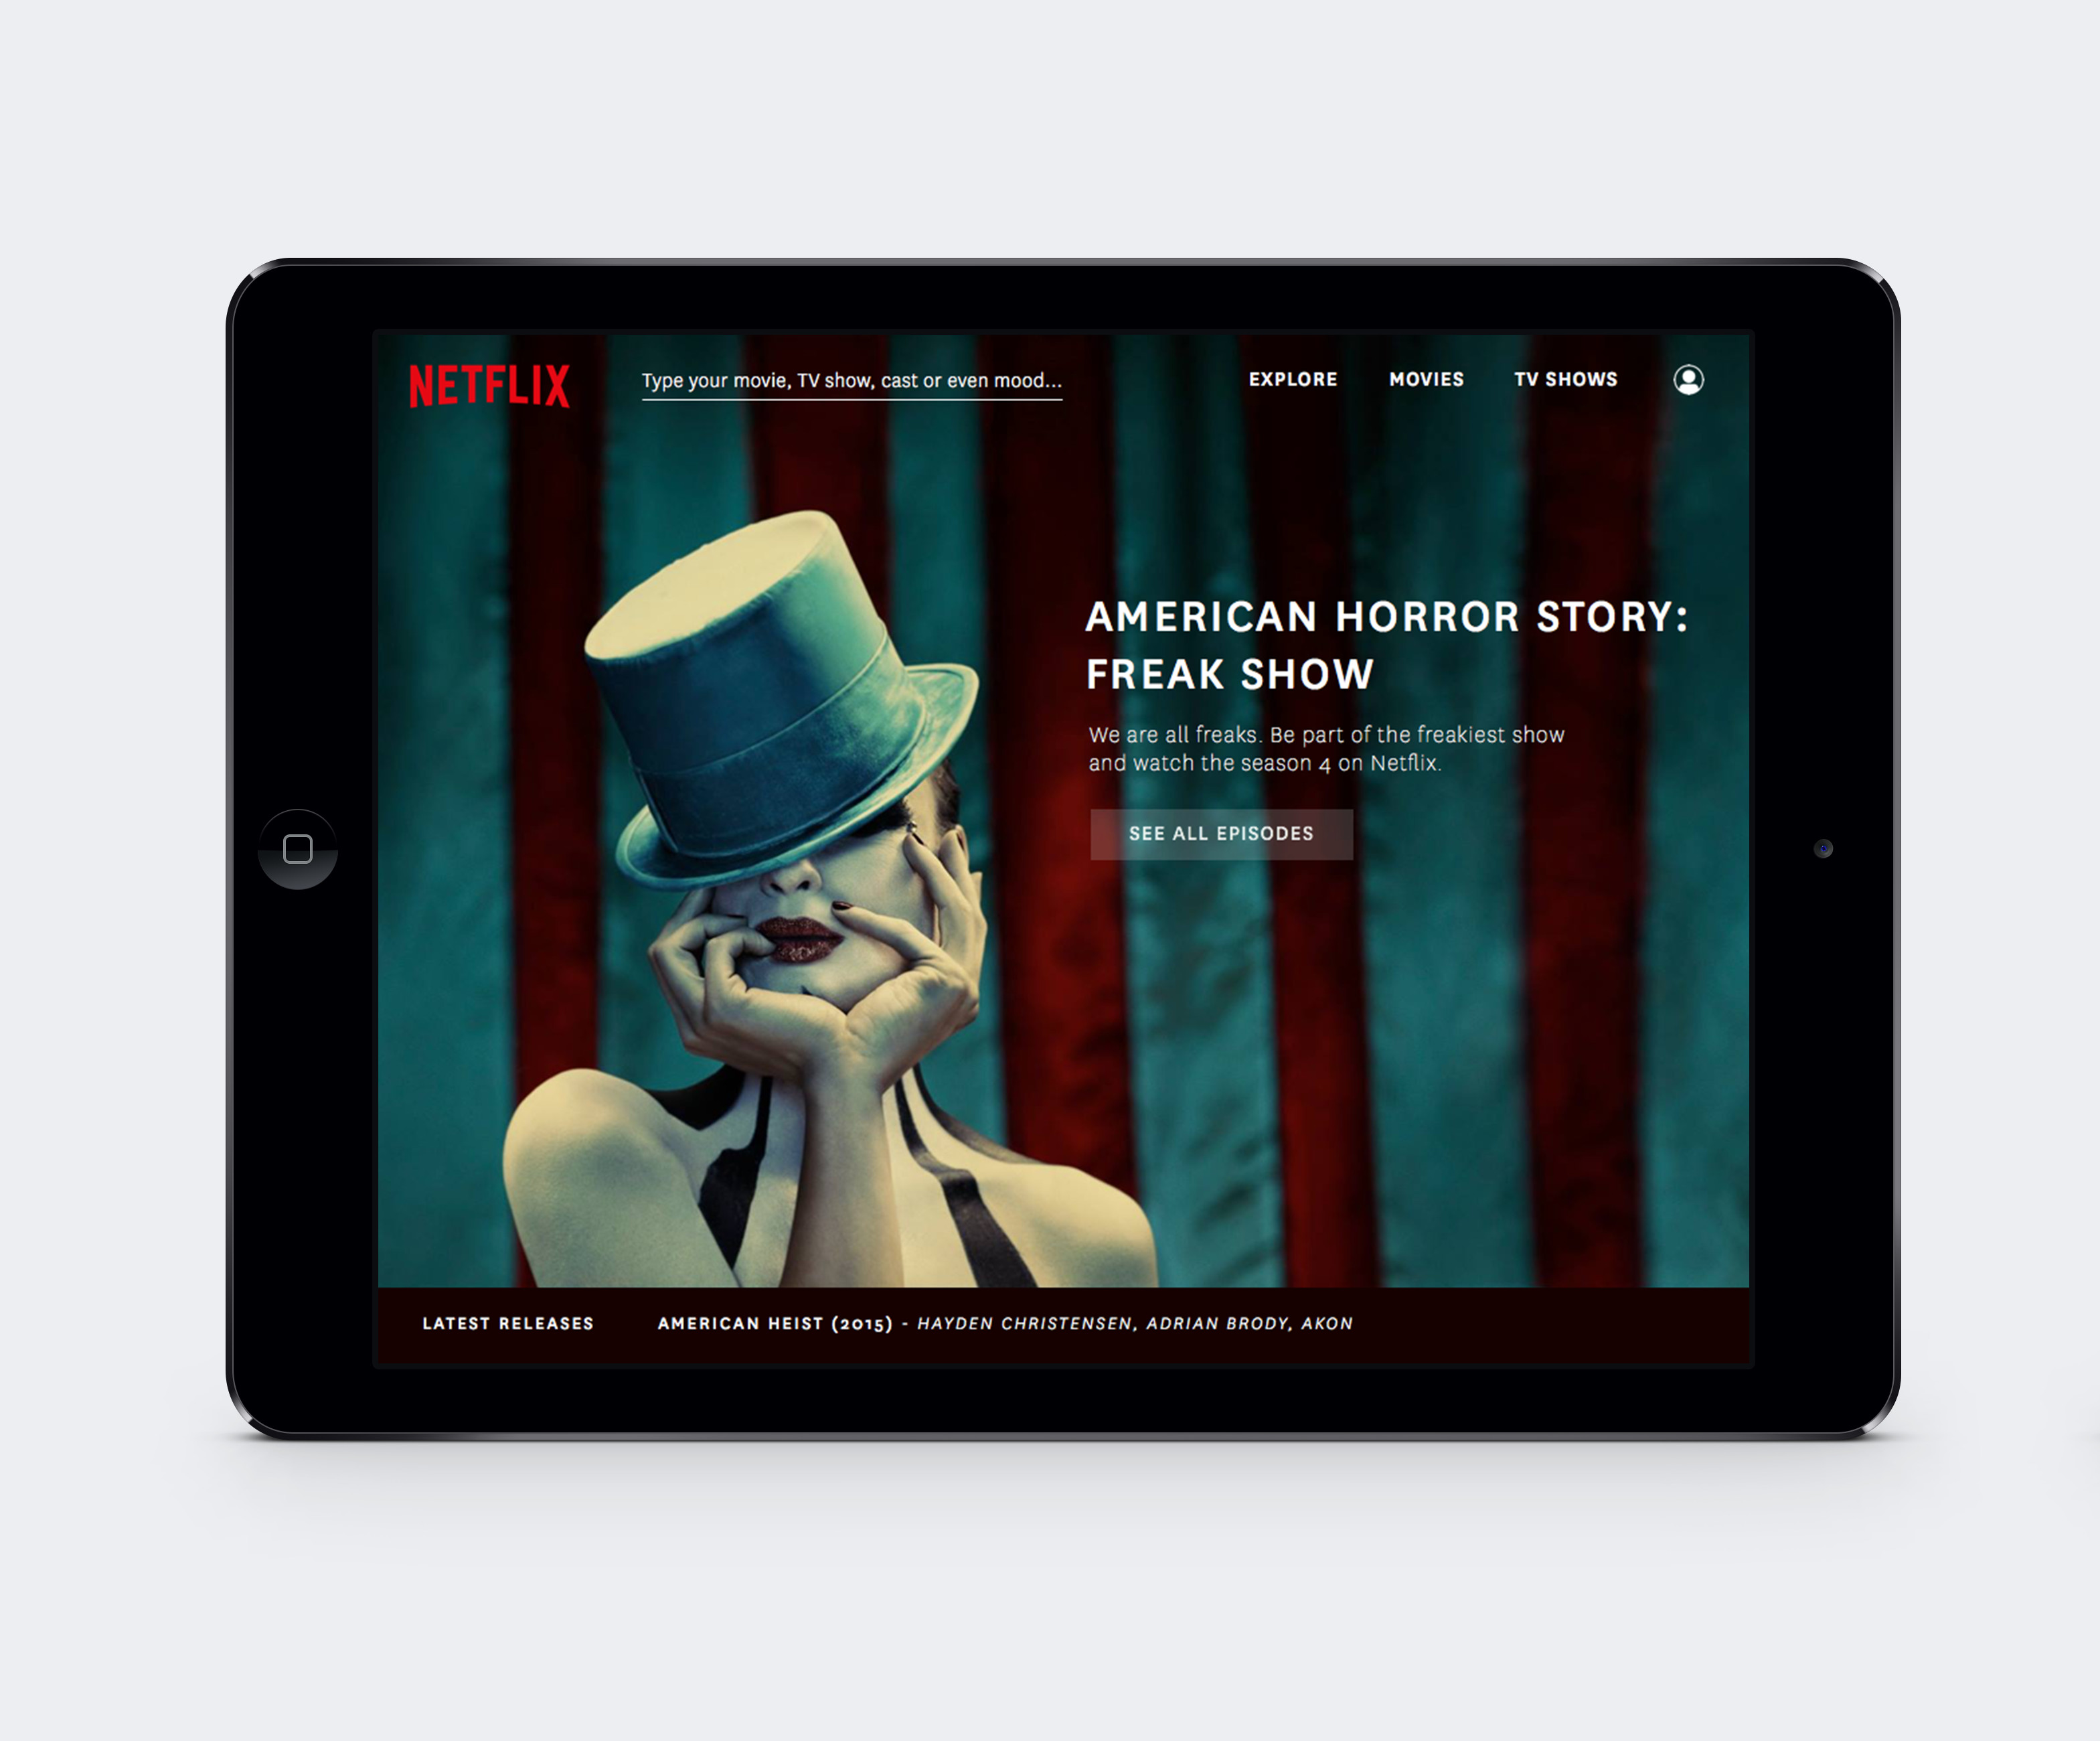 NETFLIX
Type your movie, TV show, cast or even mood...
EXPLORE
MOVIES
TV SHOWS
AMERICAN HORROR STORY:
FREAK SHOW
We are all freaks. Be part of the freakiest show
and watch the season 4 on Netflix.
SEE ALL EPISODES
LATEST RELEASES
AMERICAN HEIST (2015) - HAYDEN CHRISTENSEN, ADRIAN BRODY, AKON